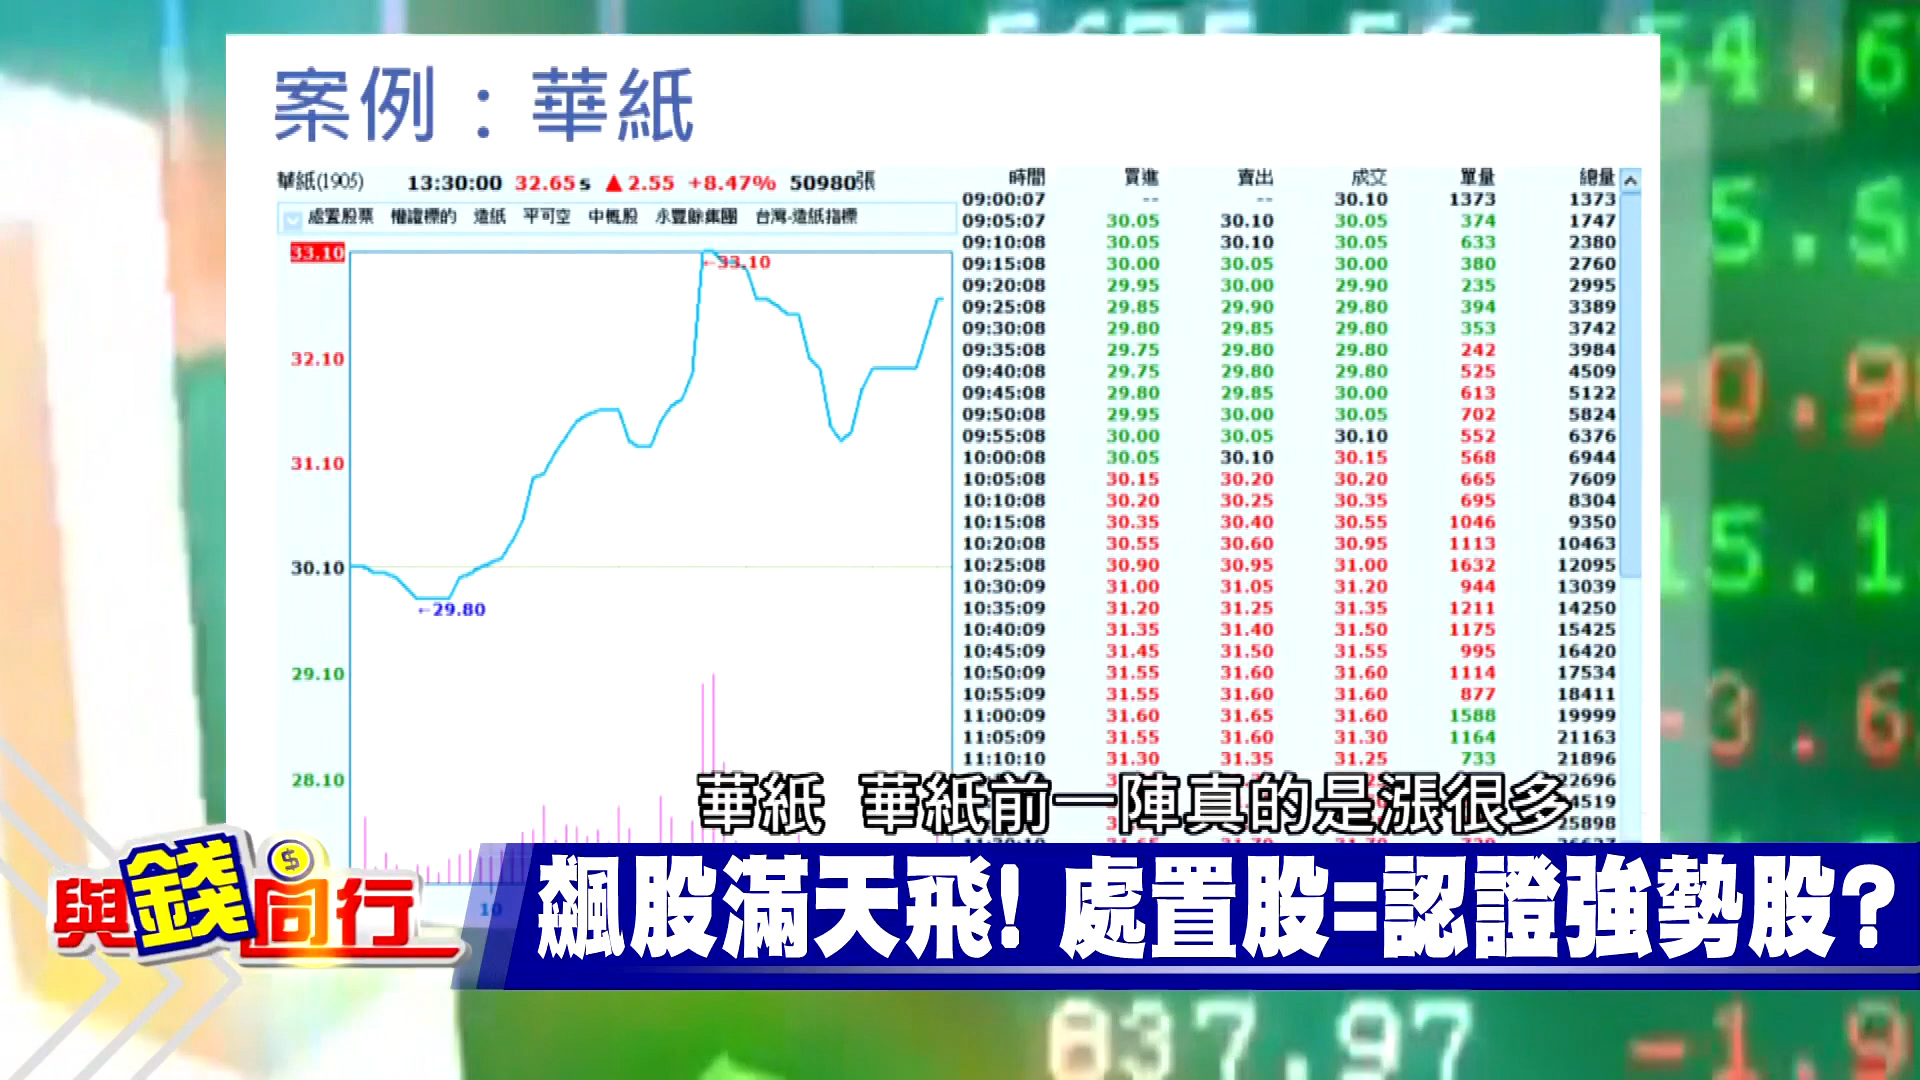 案例：華紙
華紙(1905) 13:30:00 32.65s ▲2.55 +8.47% 50980張
處置股票 權證標的 造紙 平可空 中概股 永豐餘集團 台灣-造紙指標
33.10
32.10
31.10
30.10
29.10
28.10
←33.10
←29.80
10
時間 買進 賣出 成交 單量 總量
09:00:07 -- -- 30.10 1373 1373
09:05:07 30.05 30.10 30.05 374 1747
09:10:08 30.05 30.10 30.05 633 2380
09:15:08 30.00 30.05 30.00 380 2760
09:20:08 29.95 30.00 29.90 235 2995
09:25:08 29.85 29.90 29.80 394 3389
09:30:08 29.80 29.85 29.80 353 3742
09:35:08 29.75 29.80 29.80 242 3984
09:40:08 29.75 29.80 29.80 525 4509
09:45:08 29.80 29.85 30.00 613 5122
09:50:08 29.95 30.00 30.05 702 5824
09:55:08 30.00 30.05 30.10 552 6376
10:00:08 30.05 30.10 30.15 568 6944
10:05:08 30.15 30.20 30.20 665 7609
10:10:08 30.20 30.25 30.35 695 8304
10:15:08 30.35 30.40 30.55 1046 9350
10:20:08 30.55 30.60 30.95 1113 10463
10:25:08 30.90 30.95 31.00 1632 12095
10:30:09 31.00 31.05 31.20 944 13039
10:35:09 31.20 31.25 31.35 1211 14250
10:40:09 31.35 31.40 31.50 1175 15425
10:45:09 31.45 31.50 31.55 995 16420
10:50:09 31.55 31.60 31.60 1114 17534
10:55:09 31.55 31.60 31.60 877 18411
11:00:09 31.60 31.65 31.60 1588 19999
11:05:09 31.55 31.60 31.30 1164 21163
11:10:10 31.30 31.35 31.25 733 21896
22696
25898
華紙 華紙前一陣真的是漲很多
與錢同行
飆股滿天飛！處置股=認證強勢股？
837.97